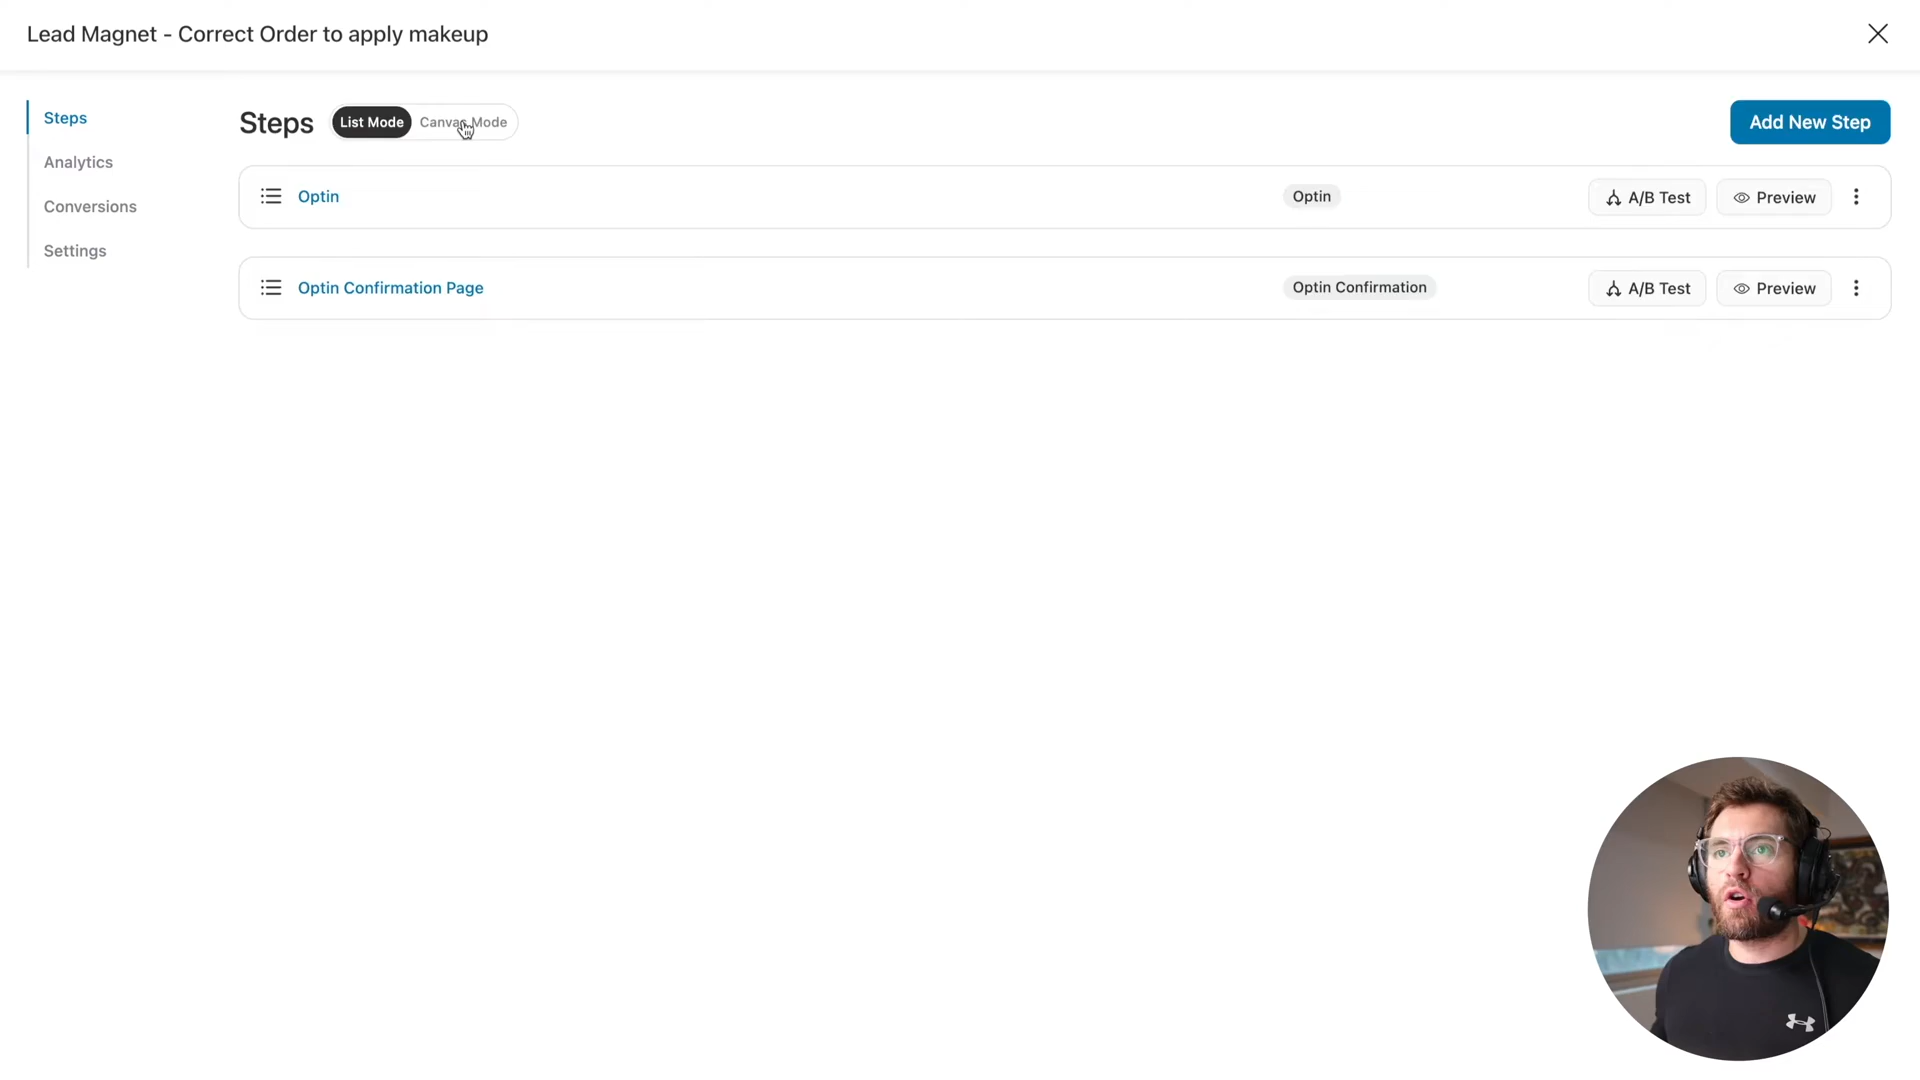 Lead Magnet - Correct Order to apply makeup
Steps
Analytics
Conversions
Settings
Steps
List Mode
Canvas Mode
Add New Step
Optin
Optin
A/B Test
Preview
Optin Confirmation Page
Optin Confirmation
A/B Test
Preview